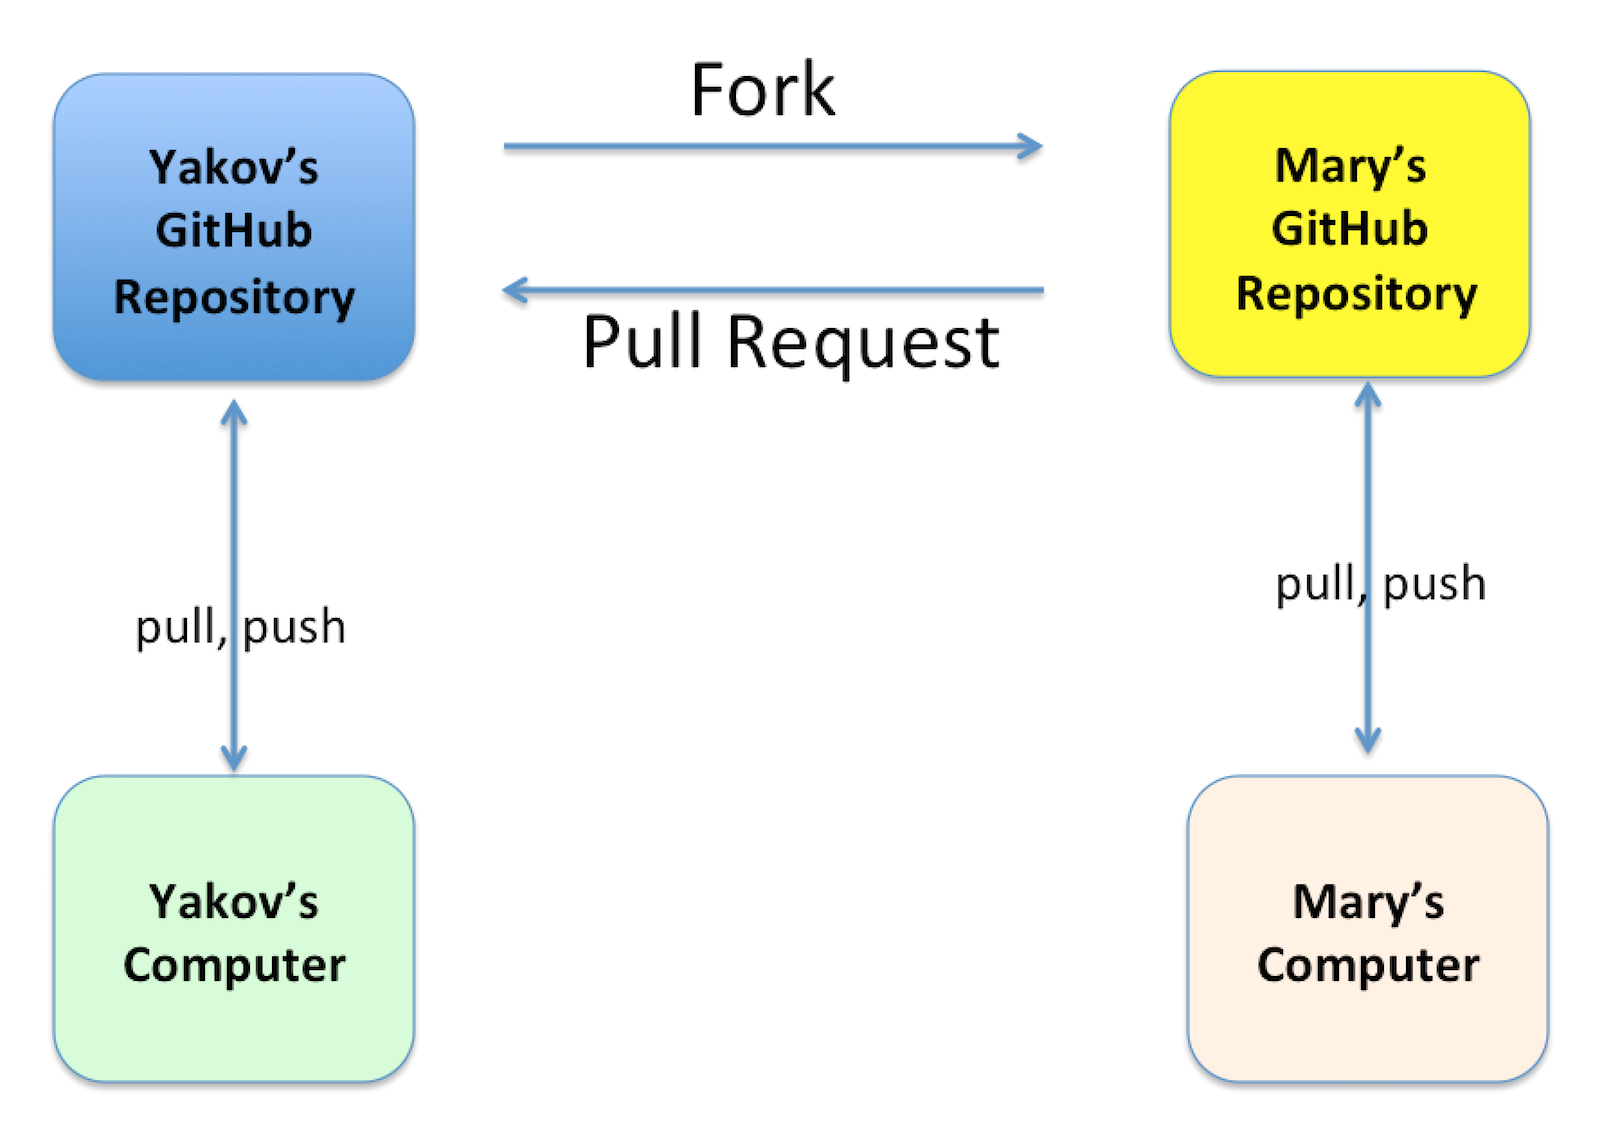 Fork
Yakov’s
GitHub
Repository
Mary’s
GitHub
Repository
Pull Request
pull, push
pull, push
Yakov’s
Computer
Mary’s
Computer